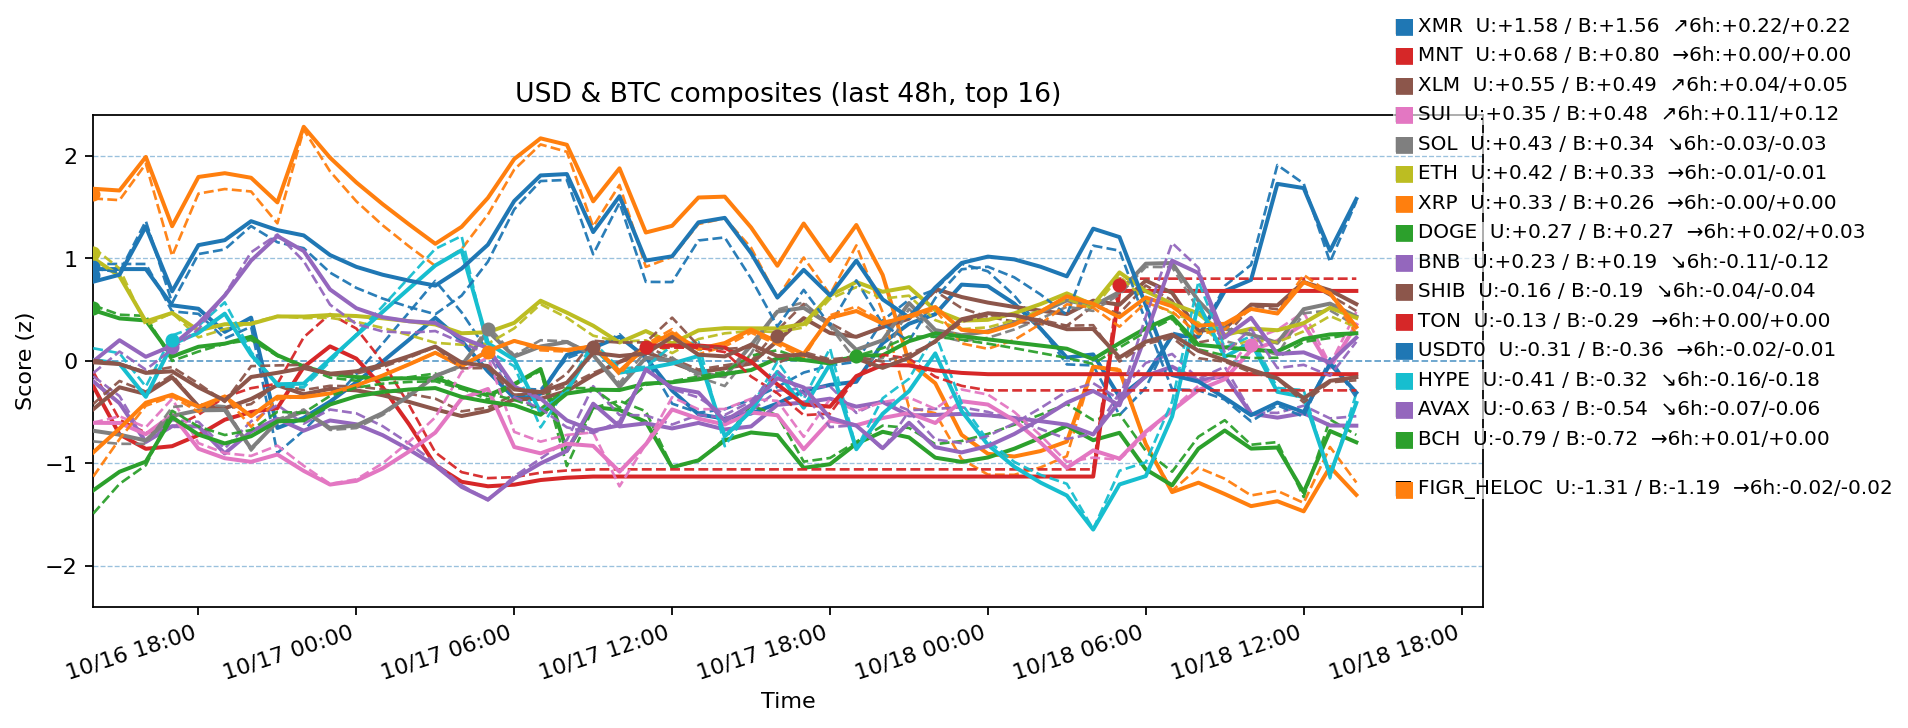 USD & BTC composites (last 48h, top 16)
XMR U:+1.58 / B:+1.56 ↗6h:+0.22/+0.22
MNT U:+0.68 / B:+0.80 →6h:+0.00/+0.00
XLM U:+0.55 / B:+0.49 ↗6h:+0.04/+0.05
SUI U:+0.35 / B:+0.48 ↗6h:+0.11/+0.12
SOL U:+0.43 / B:+0.34 ↘6h:-0.03/-0.03
ETH U:+0.42 / B:+0.33 →6h:-0.01/-0.01
XRP U:+0.33 / B:+0.26 →6h:-0.00/+0.00
DOGE U:+0.27 / B:+0.27 →6h:+0.02/+0.03
BNB U:+0.23 / B:+0.19 ↘6h:-0.11/-0.12
SHIB U:-0.16 / B:-0.19 ↘6h:-0.04/-0.04
TON U:-0.13 / B:-0.29 →6h:+0.00/+0.00
USDT0 U:-0.31 / B:-0.36 →6h:-0.02/-0.01
HYPE U:-0.41 / B:-0.32 ↘6h:-0.16/-0.18
AVAX U:-0.63 / B:-0.54 ↘6h:-0.07/-0.06
BCH U:-0.79 / B:-0.72 →6h:+0.01/+0.00
FIGR_HELOC U:-1.31 / B:-1.19 →6h:-0.02/-0.02
Score (z)
2
1
0
−1
−2
10/16 18:00
10/17 00:00
10/17 06:00
10/17 12:00
10/17 18:00
10/18 00:00
10/18 06:00
10/18 12:00
10/18 18:00
Time